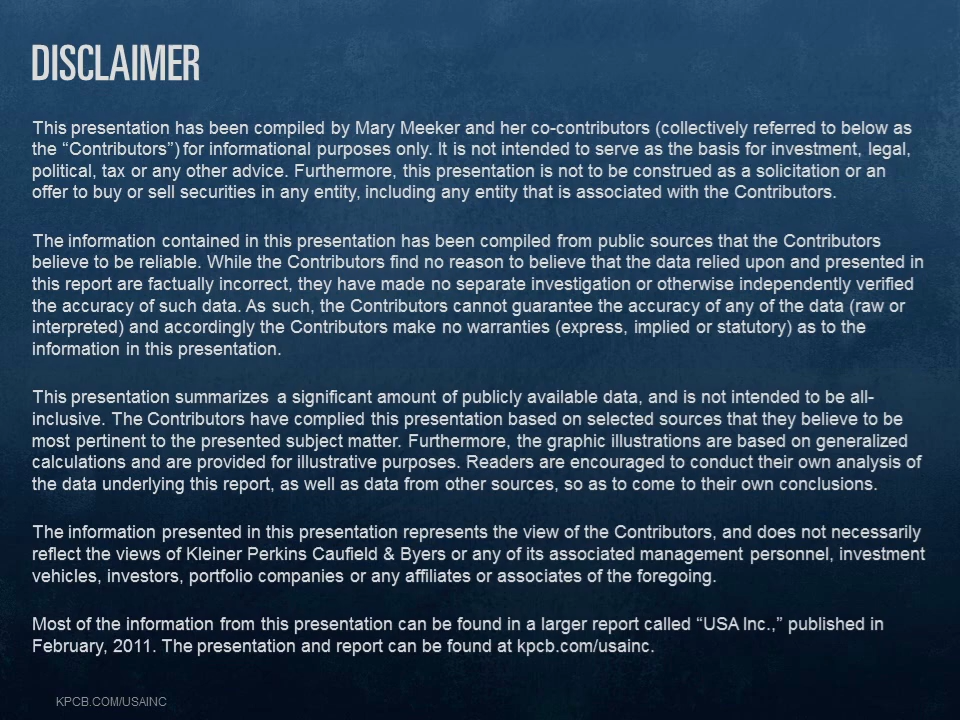 DISCLAIMER
This presentation has been compiled by Mary Meeker and her co-contributors (collectively referred to below as
the “Contributors”) for informational purposes only. It is not intended to serve as the basis for investment, legal,
political, tax or any other advice. Furthermore, this presentation is not to be construed as a solicitation or an
offer to buy or sell securities in any entity, including any entity that is associated with the Contributors.
The information contained in this presentation has been compiled from public sources that the Contributors
believe to be reliable. While the Contributors find no reason to believe that the data relied upon and presented in
this report are factually incorrect, they have made no separate investigation or otherwise independently verified
the accuracy of such data. As such, the Contributors cannot guarantee the accuracy of any of the data (raw or
interpreted) and accordingly the Contributors make no warranties (express, implied or statutory) as to the
information in this presentation.
This presentation summarizes a significant amount of publicly available data, and is not intended to be all-
inclusive. The Contributors have complied this presentation based on selected sources that they believe to be
most pertinent to the presented subject matter. Furthermore, the graphic illustrations are based on generalized
calculations and are provided for illustrative purposes. Readers are encouraged to conduct their own analysis of
the data underlying this report, as well as data from other sources, so as to come to their own conclusions.
The information presented in this presentation represents the view of the Contributors, and does not necessarily
reflect the views of Kleiner Perkins Caufield & Byers or any of its associated management personnel, investment
vehicles, investors, portfolio companies or any affiliates or associates of the foregoing.
Most of the information from this presentation can be found in a larger report called “USA Inc.,” published in
February, 2011. The presentation and report can be found at kpcb.com/usainc.
KPCB.COM/USAINC